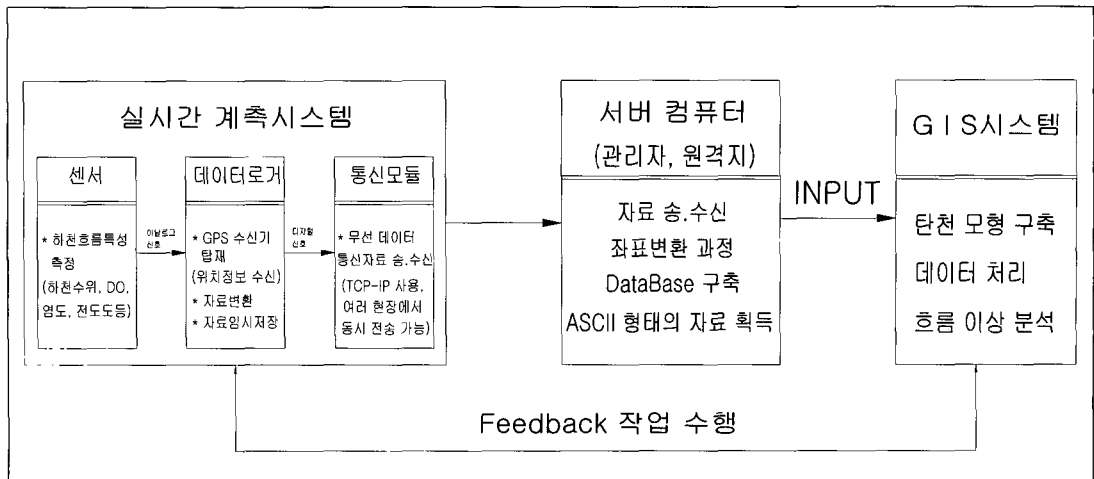 실시간 계측시스템
센서
* 하천흐름특성
측정
(하천수위, DO,
염도, 전도도등)
아날로그
신호
데이터로거
* GPS 수신기
탑재
(위치정보 수신)
* 자료변환
* 자료임시저장
디지털
신호
통신모듈
* 무선 데이터
통신자료 송.수신
(TCP-IP 사용,
여러 현장에서
동시 전송 가능)
서버 컴퓨터
(관리자, 원격지)
자료 송.수신
좌표변환 과정
DataBase 구축
ASCII 형태의 자료 획득
INPUT
GIS시스템
탄천 모형 구축
데이터 처리
흐름 이상 분석
Feedback 작업 수행